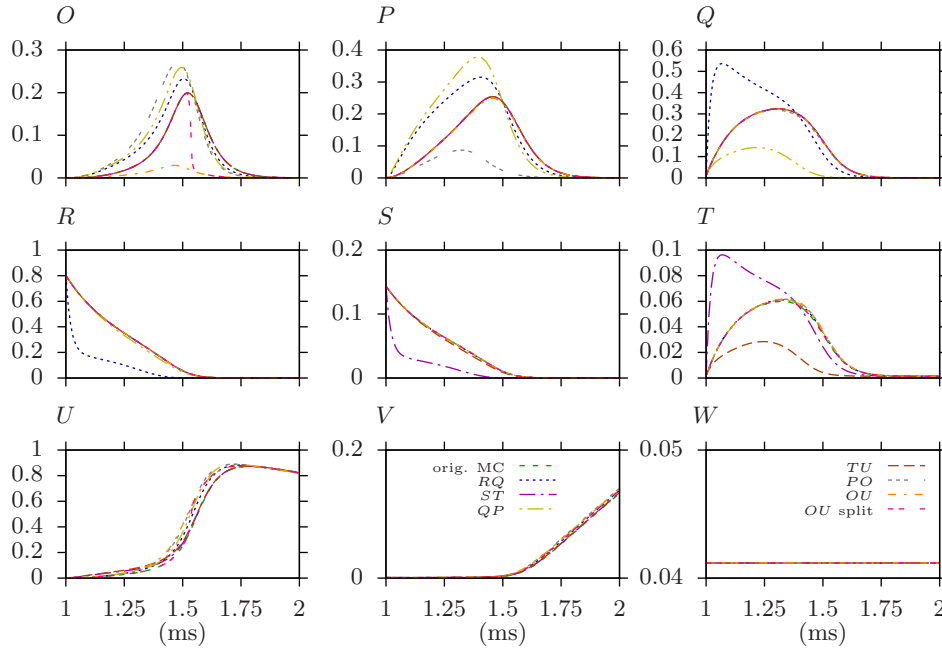 O P Q
0.3 0.4 0.6
0.5
0.2 0.3 0.4
0.2 0.3
0.1 0.1 0.2
0.1
0 0 0
R S T
1 0.2 0.1
0.8 0.08
0.6 0.06
0.1
0.4 0.04
0.2 0.02
0 0 0
U V W
1 0.2 0.05
0.8
0.6
0.4
0.2
0 0 0.04
orig. MC
RQ
ST
QP
TU
PO
OU
OU split
1 1.25 1.5 1.75 2 1 1.25 1.5 1.75 2 1 1.25 1.5 1.75 2
(ms) (ms) (ms)